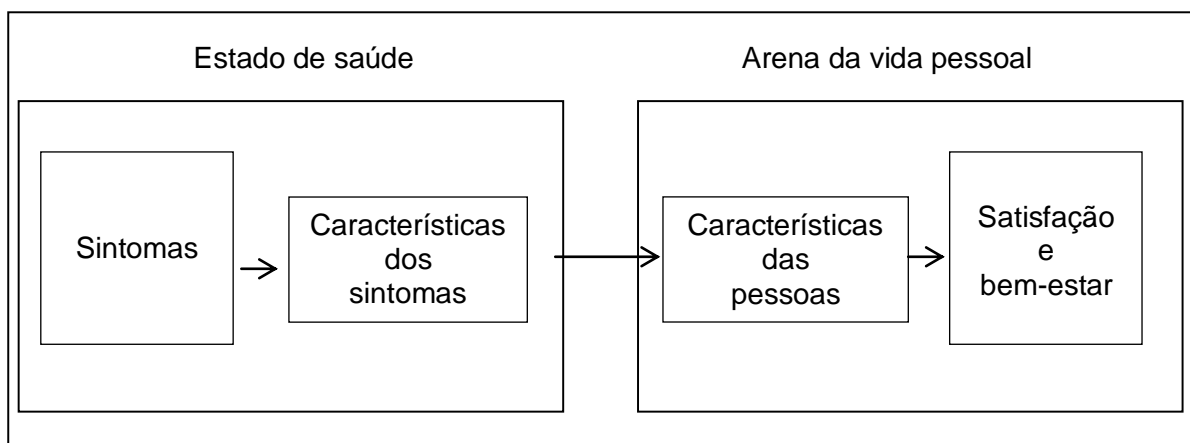 Estado de saúde
Arena da vida pessoal
Sintomas
Características
dos
sintomas
Características
das
pessoas
Satisfação
e
bem-estar